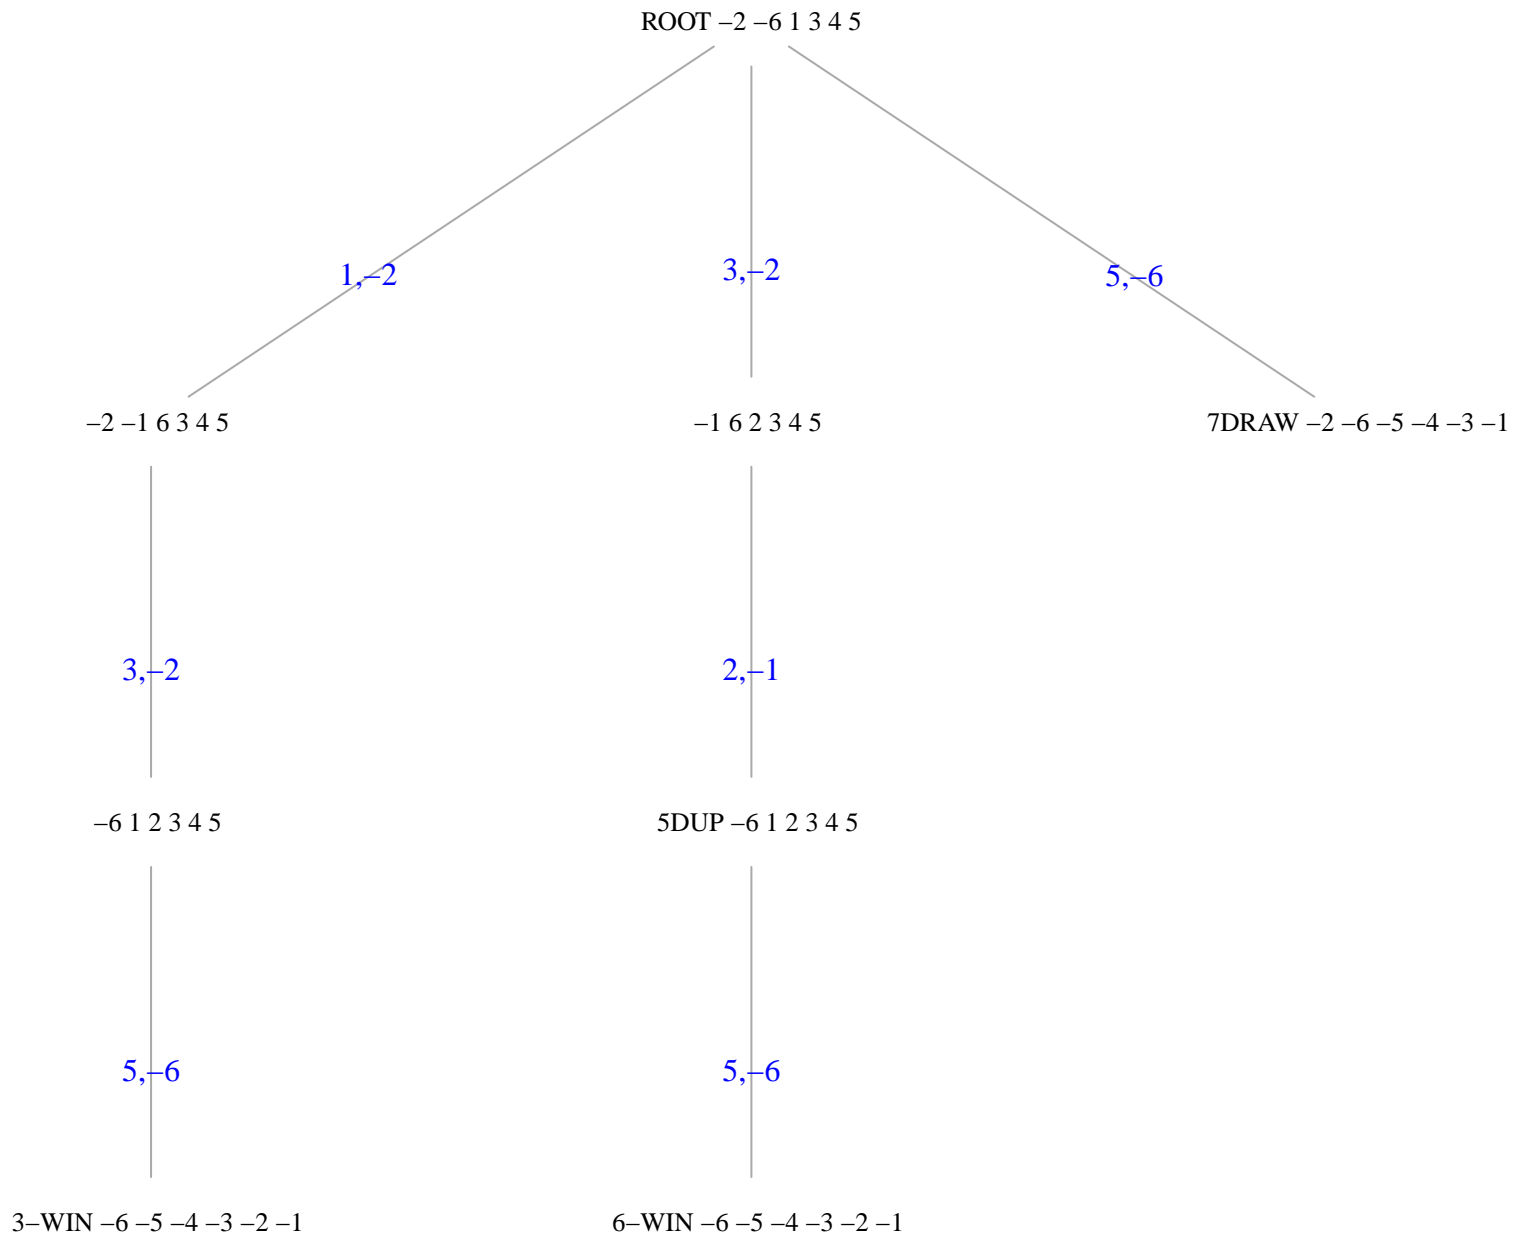 ROOT –2 –6 1 3 4 5
1,–2
3,–2
5,–6
–2 –1 6 3 4 5
–1 6 2 3 4 5
7DRAW –2 –6 –5 –4 –3 –1
3,–2
2,–1
–6 1 2 3 4 5
5DUP –6 1 2 3 4 5
5,–6
5,–6
3–WIN –6 –5 –4 –3 –2 –1
6–WIN –6 –5 –4 –3 –2 –1